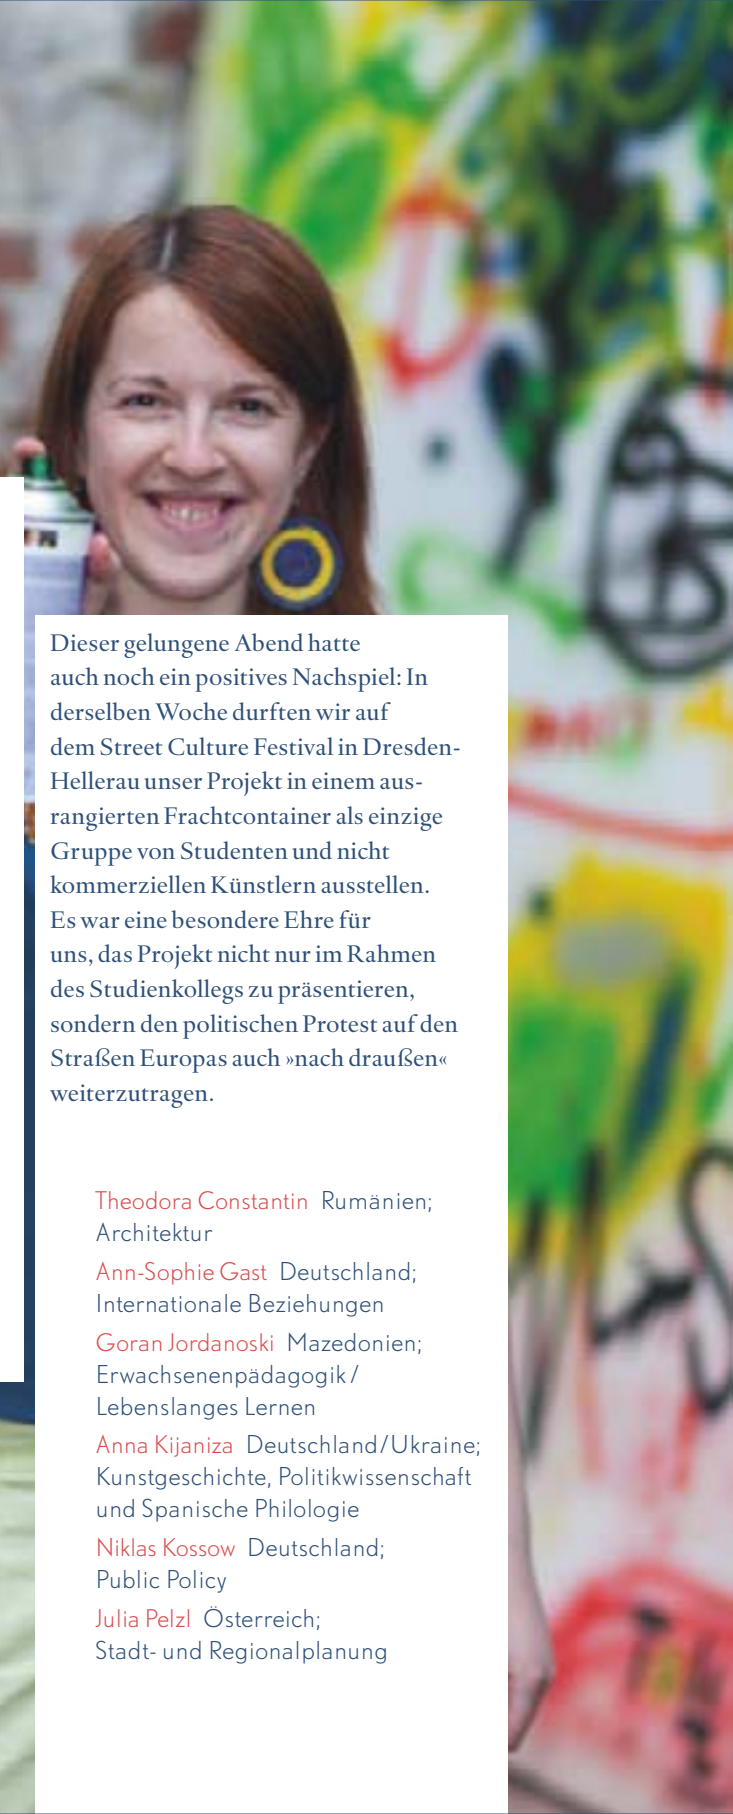 Dieser gelungene Abend hatte
auch noch ein positives Nachspiel: In
derselben Woche durften wir auf
dem Street Culture Festival in Dresden-
Hellerau unser Projekt in einem aus-
rangierten Frachtcontainer als einzige
Gruppe von Studenten und nicht
kommerziellen Künstlern ausstellen.
Es war eine besondere Ehre für
uns, das Projekt nicht nur im Rahmen
des Studienkollegs zu präsentieren,
sondern den politischen Protest auf den
Straßen Europas auch »nach draußen«
weiterzutragen.
Theodora Constantin Rumänien;
Architektur
Ann-Sophie Gast Deutschland;
Internationale Beziehungen
Goran Jordanoski Mazedonien;
Erwachsenenpädagogik /
Lebenslanges Lernen
Anna Kijaniza Deutschland/Ukraine;
Kunstgeschichte, Politikwissenschaft
und Spanische Philologie
Niklas Kossow Deutschland;
Public Policy
Julia Pelzl Österreich;
Stadt- und Regionalplanung